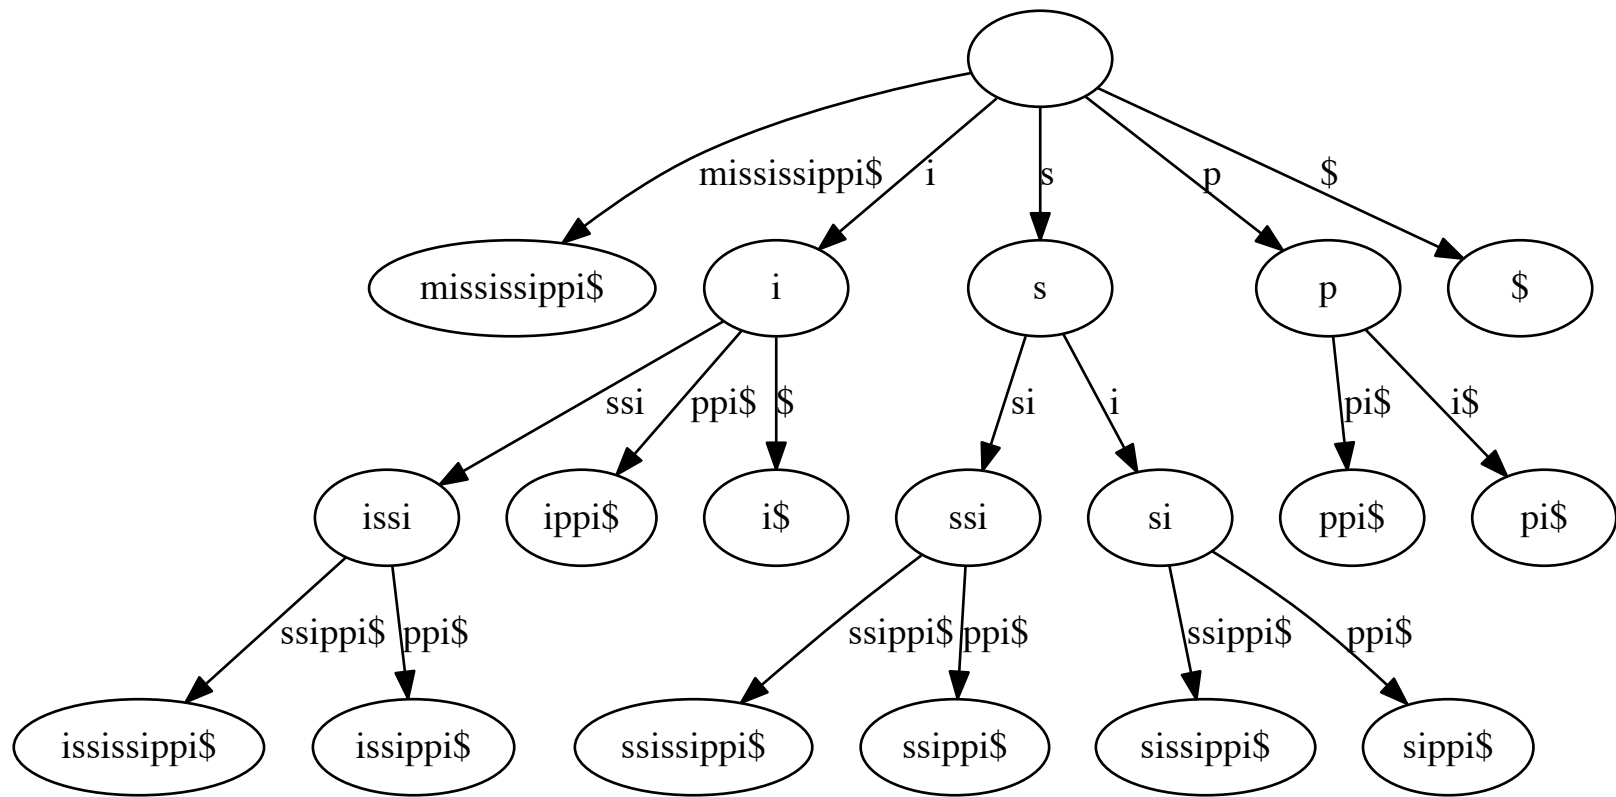 mississippi$ i s p $
mississippi$ i s p $
ssi ppi$ $ si i pi$ i$
issi ippi$ i$ ssi si ppi$ pi$
ssippi$ ppi$ ssippi$ ppi$ ssippi$ ppi$
ississippi$ issippi$ ssissippi$ ssippi$ sissippi$ sippi$